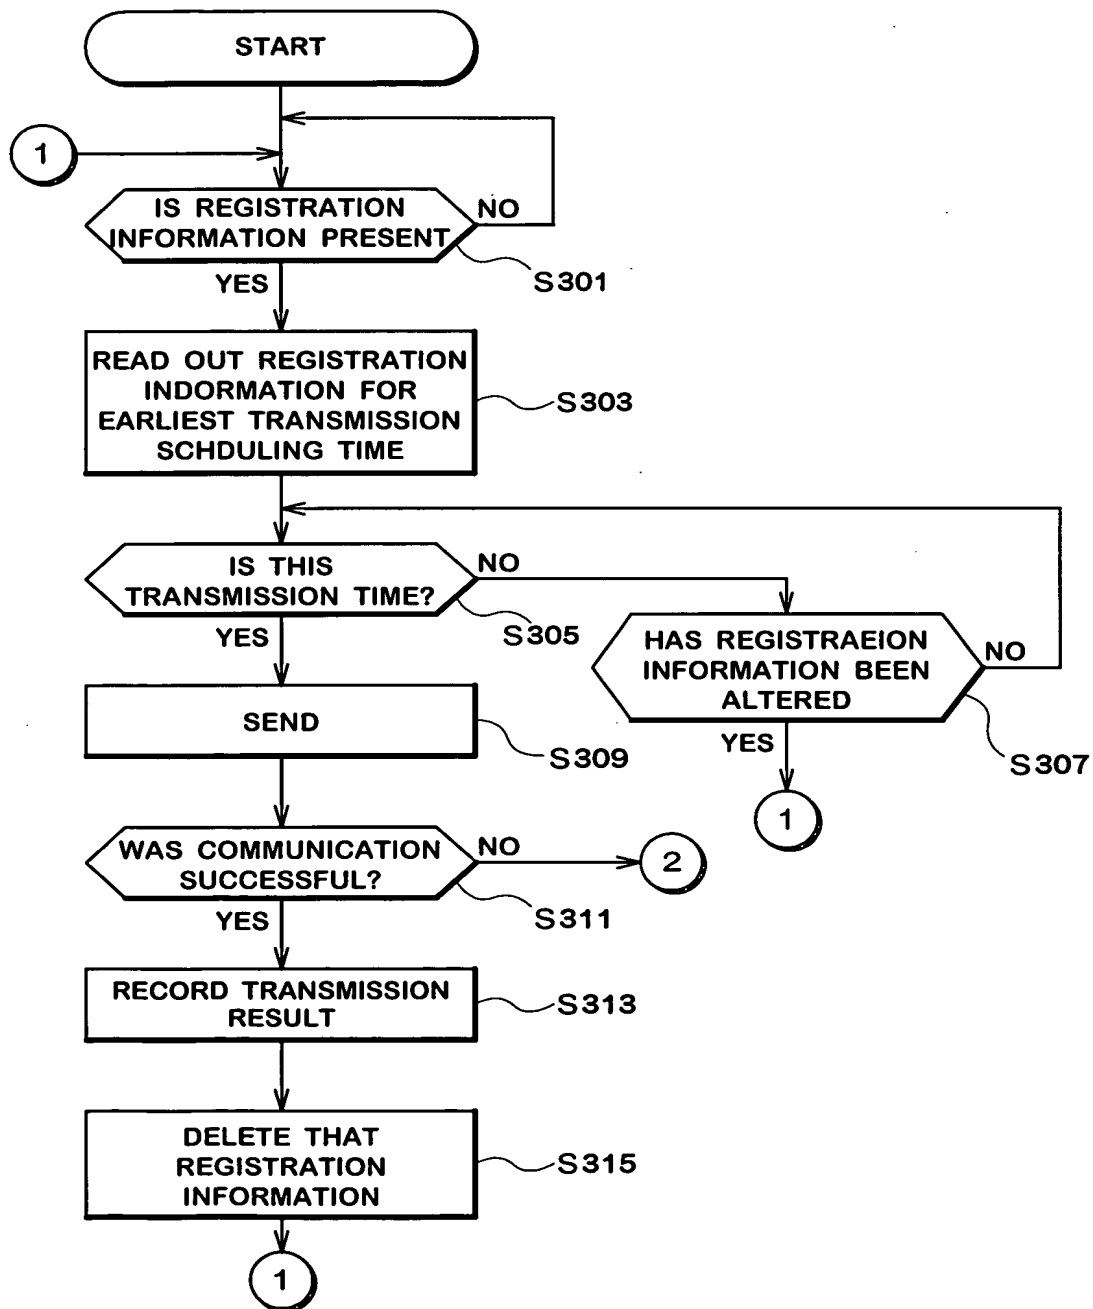 START
1
IS REGISTRATION
INFORMATION PRESENT
NO
YES
S301
READ OUT REGISTRATION
INDORMATION FOR
EARLIEST TRANSMISSION
SCHDULING TIME
S303
IS THIS
TRANSMISSION TIME?
NO
YES
S305
HAS REGISTRAEION
INFORMATION BEEN
ALTERED
NO
YES
S307
1
SEND
S309
WAS COMMUNICATION
SUCCESSFUL?
NO
2
YES
S311
RECORD TRANSMISSION
RESULT
S313
DELETE THAT
REGISTRATION
INFORMATION
S315
1